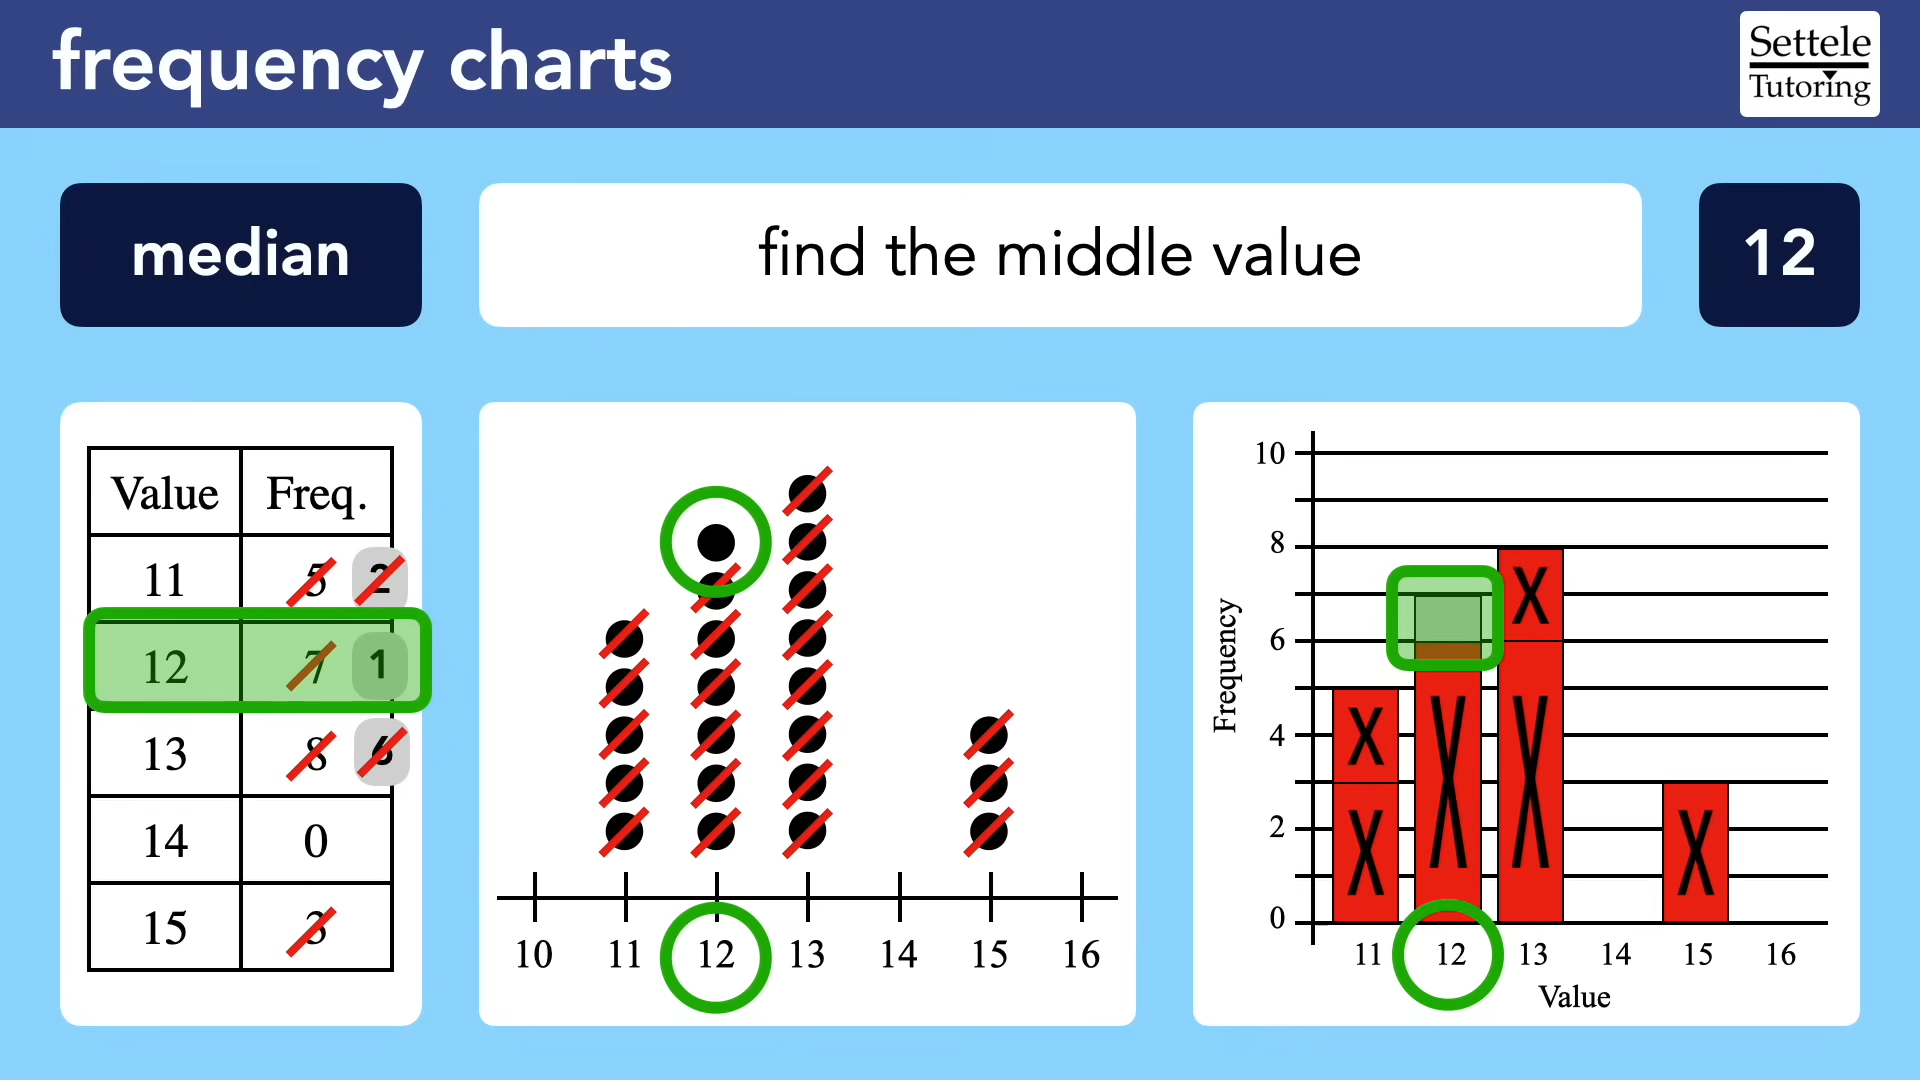 frequency charts
Settele
Tutoring
median
find the middle value
12
Value Freq.
11 5 2
12 7 1
13 8 6
14 0
15 3
10 11 12 13 14 15 16
10
8
6
4
2
0
Frequency
X X
X X X X
11 12 13 14 15 16
Value